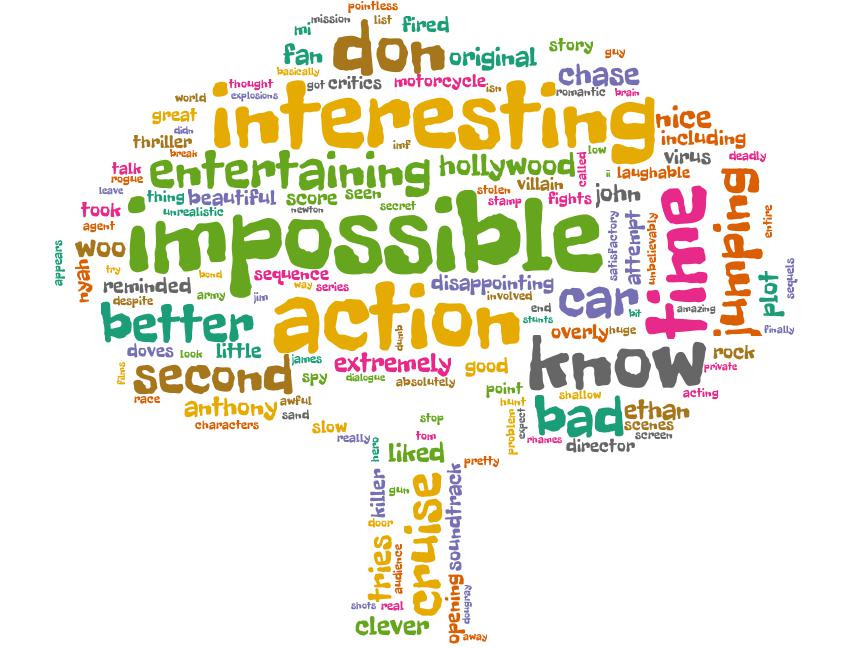 pointless
mission list fired
mi
don
fan original story guy
basically
chase
thought got critics motorcycle isn
romantic brain
world explosions
interesting
great nice
didn including
thriller imf
break low virus
talk entertaining hollywood called deadly
rogue ii laughable
leave thing beautiful score seen stolen villain
stamp fights john
took unrealistic newton secret
agent
impossible
time
jumping
entire
satisfactory
attempt
unbelievably
appears
nyah
woo
try bond sequence
way series
reminded disappointing
despite army jim involved
car
bit
amazing
plot
sequels
finally
action
end
stunts
better
dumb
overly huge
doves look little
james extremely good
know
rock
private
films
second spy dialogue absolutely
point
shallow acting
race
anthony awful
sand
hunt
bad
ethan
scenes
characters
slow
stop
problem
expect
rhames screen
director
really
hero
tom
liked
pretty
killer
gun
cruise
soundtrack
door
tries
audience
opening
dougray
shots real
clever
away